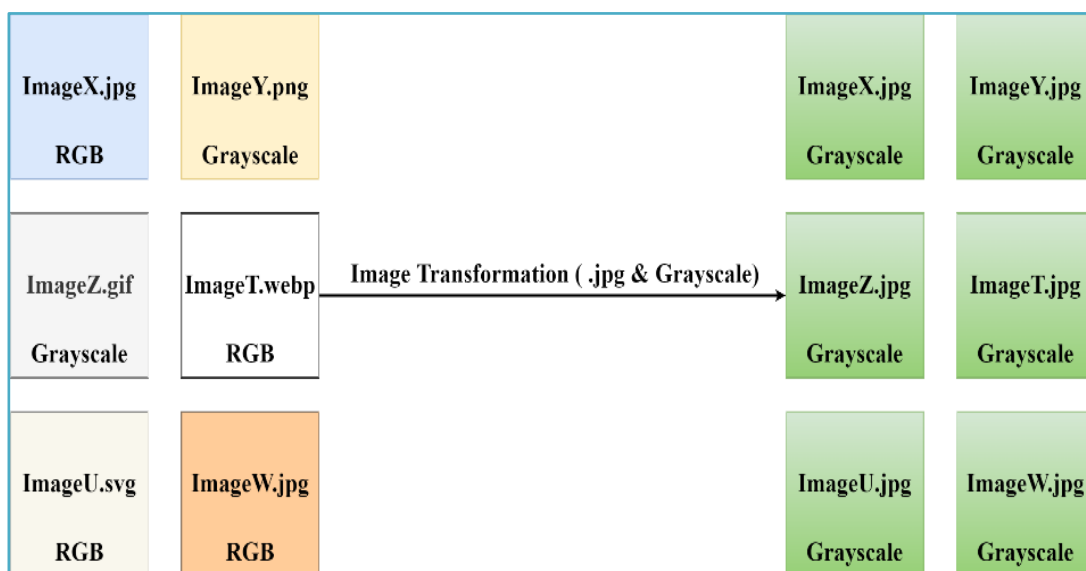 ImageX.jpg
RGB
ImageY.png
Grayscale
ImageZ.gif
Grayscale
ImageT.webp
RGB
ImageU.svg
RGB
ImageW.jpg
RGB
Image Transformation ( .jpg & Grayscale)
ImageX.jpg
Grayscale
ImageY.jpg
Grayscale
ImageZ.jpg
Grayscale
ImageT.jpg
Grayscale
ImageU.jpg
Grayscale
ImageW.jpg
Grayscale